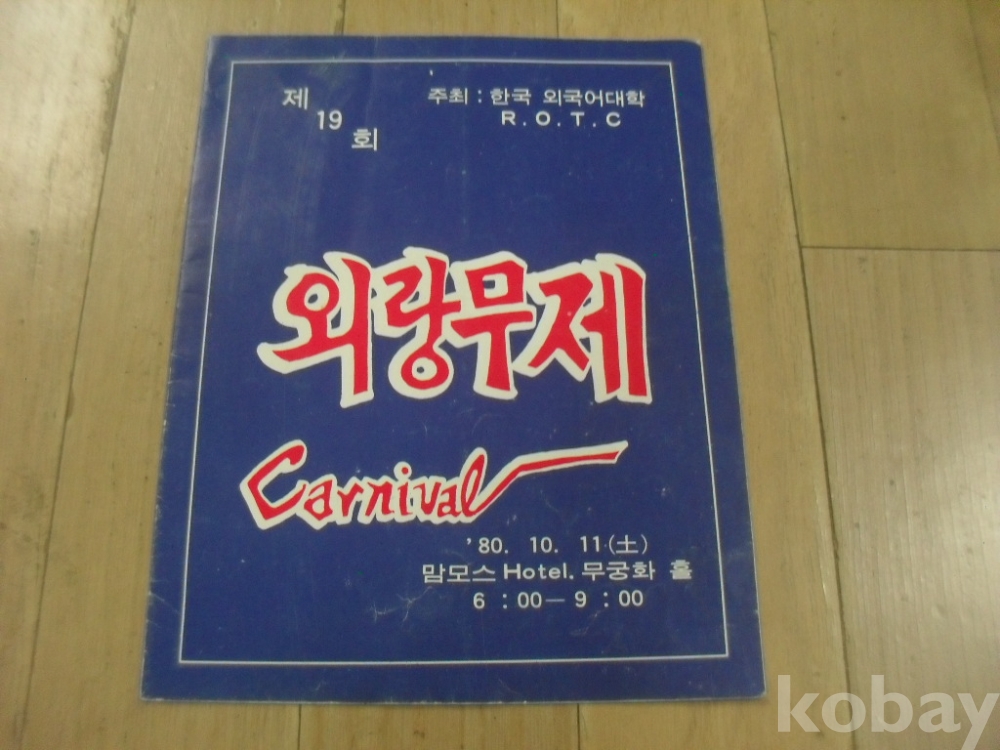 제
19
회
주최 : 한국 외국어대학
R.O.T.C
외랑무제
Carnival
'80. 10. 11 (土)
맘모스 Hotel. 무궁화 홀
6 : 00 — 9 : 00
kobay